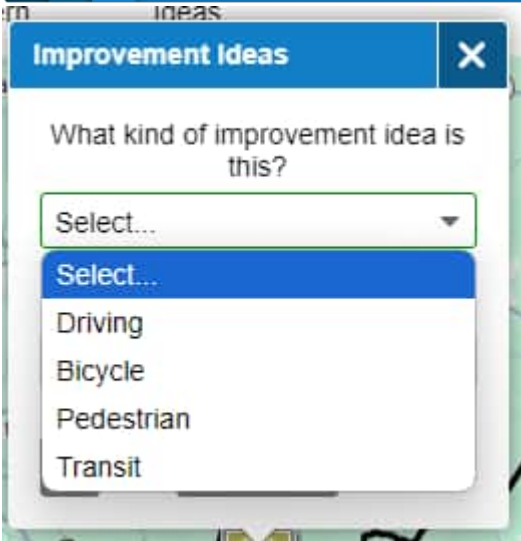 Ideas
Improvement Ideas
What kind of improvement idea is
this?
Select...
Select...
Driving
Bicycle
Pedestrian
Transit